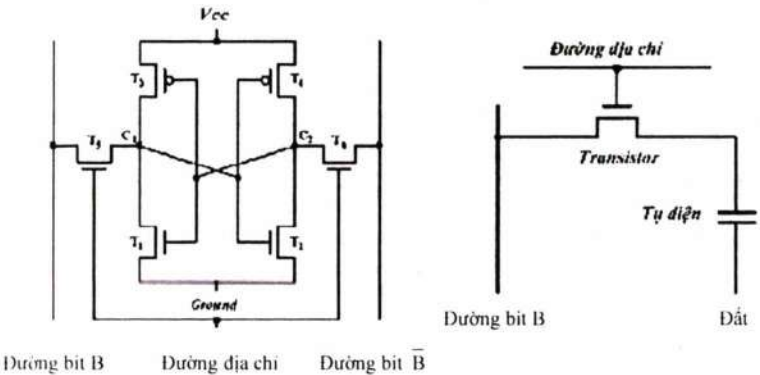 Vcc
T₃
T₄
T₅
C₁
C₂
T₆
T₁
T₂
Ground
Đường bit B
Đường địa chỉ
Đường bit B̅
Đường địa chỉ
Transistor
Tụ điện
Đường bit B
Đất